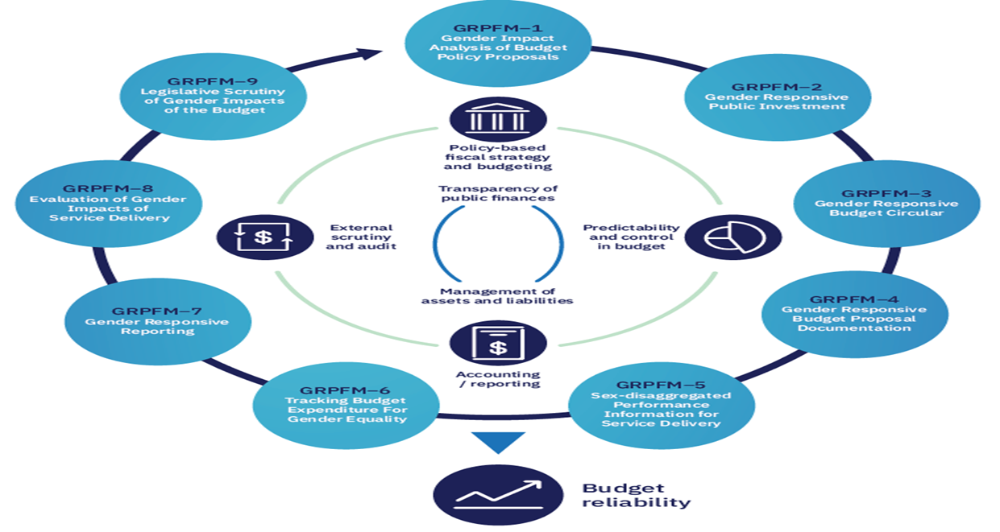 GRPFM–1
Gender Impact
Analysis of Budget
Policy Proposals
GRPFM–2
Gender Responsive
Public Investment
GRPFM–3
Gender Responsive
Budget Circular
GRPFM–4
Gender Responsive
Budget Proposal
Documentation
GRPFM–5
Sex-disaggregated
Performance
Information for
Service Delivery
GRPFM–6
Tracking Budget
Expenditure For
Gender Equality
GRPFM–7
Gender Responsive
Reporting
GRPFM–8
Evaluation of Gender
Impacts of
Service Delivery
GRPFM–9
Legislative Scrutiny
of Gender Impacts
of the Budget
Policy-based
fiscal strategy
and budgeting
Transparency of
public finances
Predictability
and control
in budget
$
External
scrutiny
and audit
Management of
assets and liabilities
$
Accounting
/ reporting
Budget
reliability